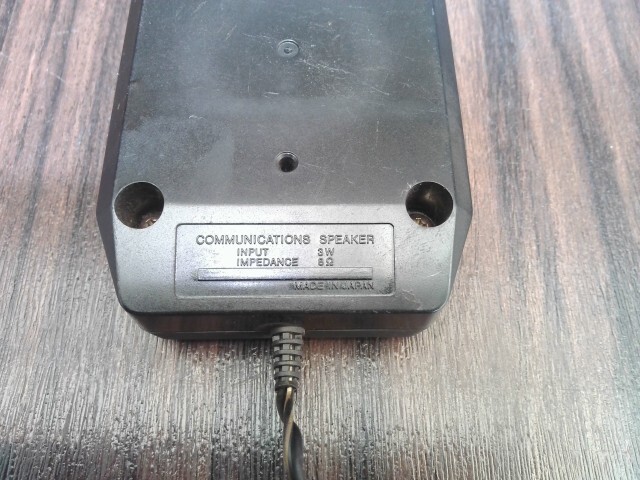 COMMUNICATIONS SPEAKER
INPUT 3W
IMPEDANCE 8Ω
MADE IN JAPAN